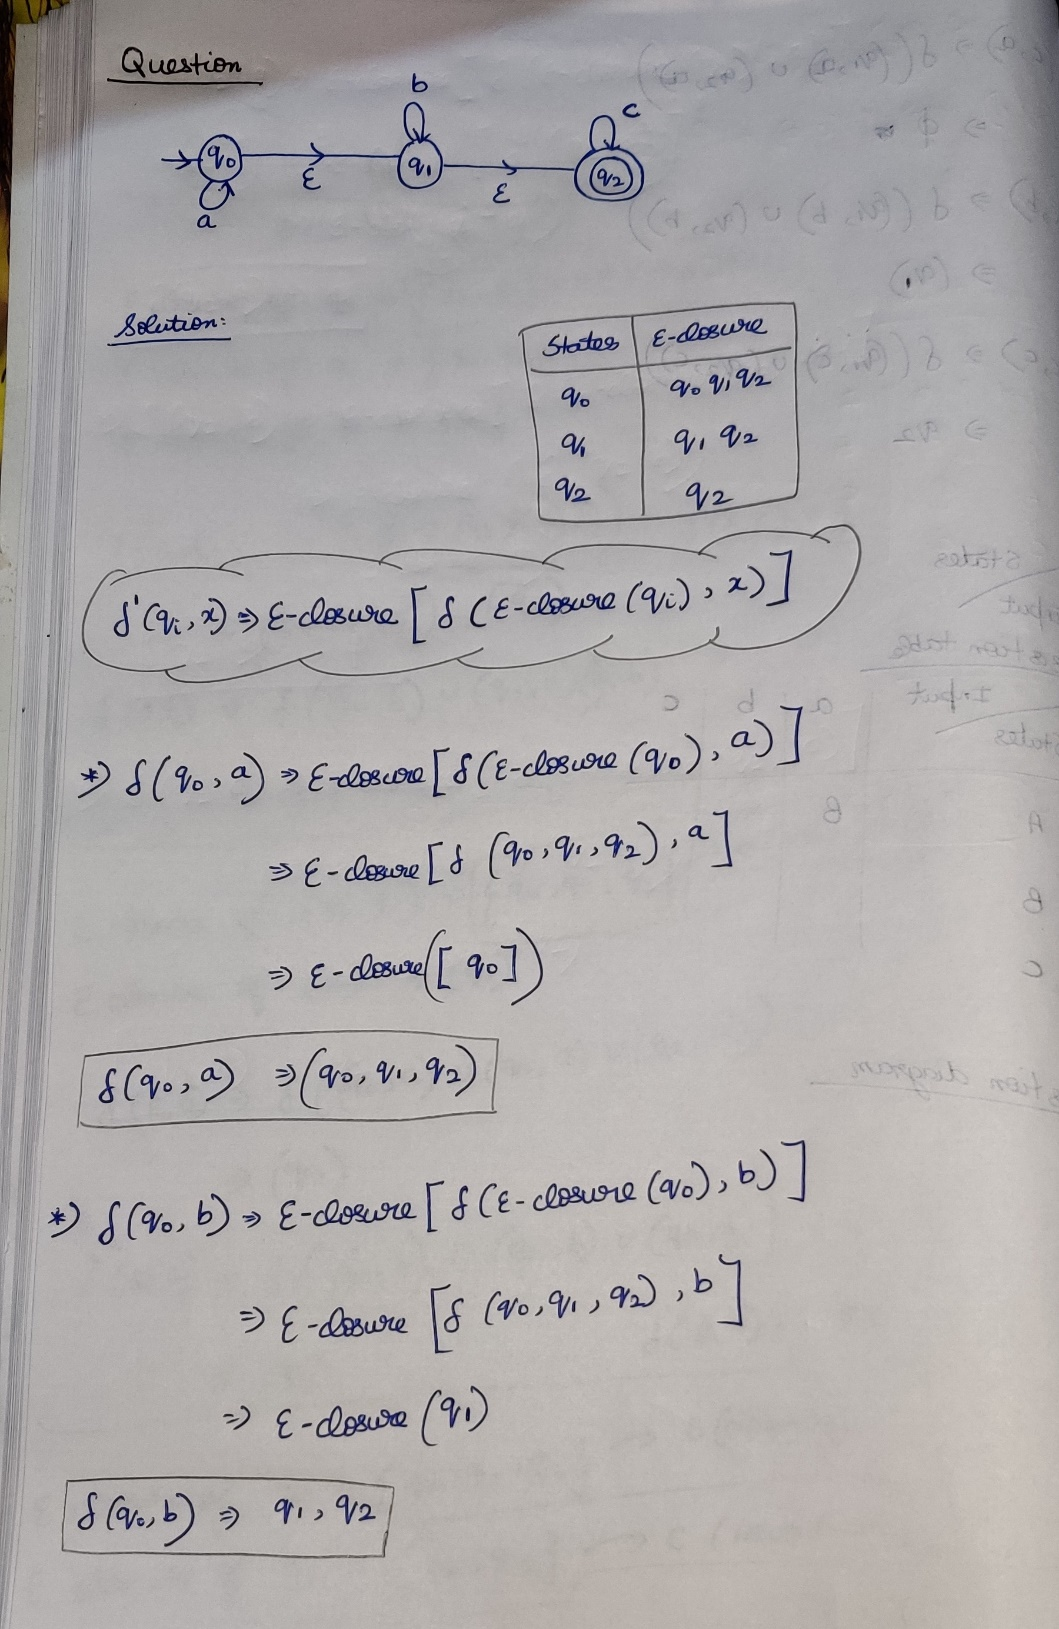 Question
b
c
→ q₀ q₁ q₂
ε
ε
a
Solution:
States | ε-closure
q₀ | q₀ q₁ q₂
q₁ | q₁ q₂
q₂ | q₂
δ'(qᵢ, x) ⇒ ε-closure [ δ ( ε-closure (qᵢ), x) ]
*) δ(q₀, a) ⇒ ε-closure [ δ (ε-closure (q₀), a) ]
⇒ ε-closure [ δ (q₀, q₁, q₂), a ]
⇒ ε-closure ([ q₀ ])
δ(q₀, a) ⇒ (q₀, q₁, q₂)
*) δ(q₀, b) ⇒ ε-closure [ δ (ε-closure (q₀), b) ]
⇒ ε-closure [ δ (q₀, q₁, q₂), b ]
⇒ ε-closure (q₁)
δ(q₀, b) ⇒ q₁, q₂